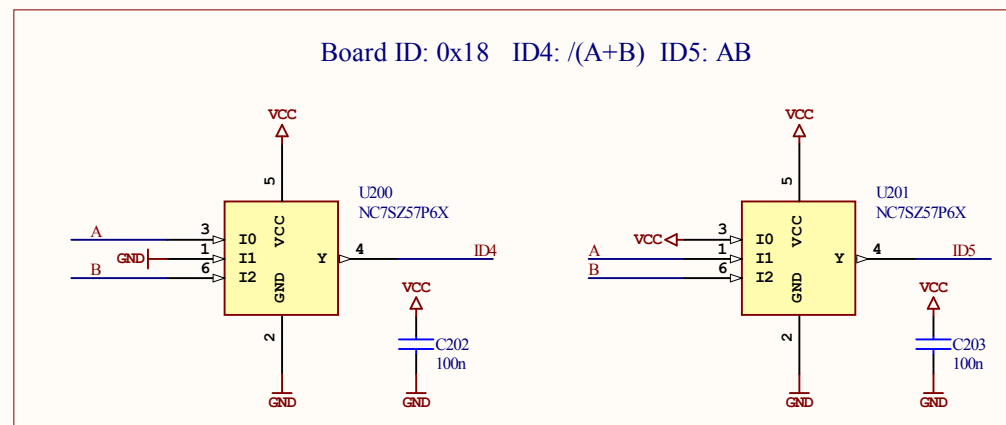 Board ID: 0x18 ID4: /(A+B) ID5: AB
VCC
5
U200
NC7SZ57P6X
A
3
I0
VCC
GND
1
I1
Y
4
ID4
B
6
I2
GND
2
VCC
C202
100n
GND
GND
VCC
5
U201
NC7SZ57P6X
VCC
3
I0
VCC
A
1
I1
Y
4
ID5
B
6
I2
GND
2
VCC
C203
100n
GND
GND